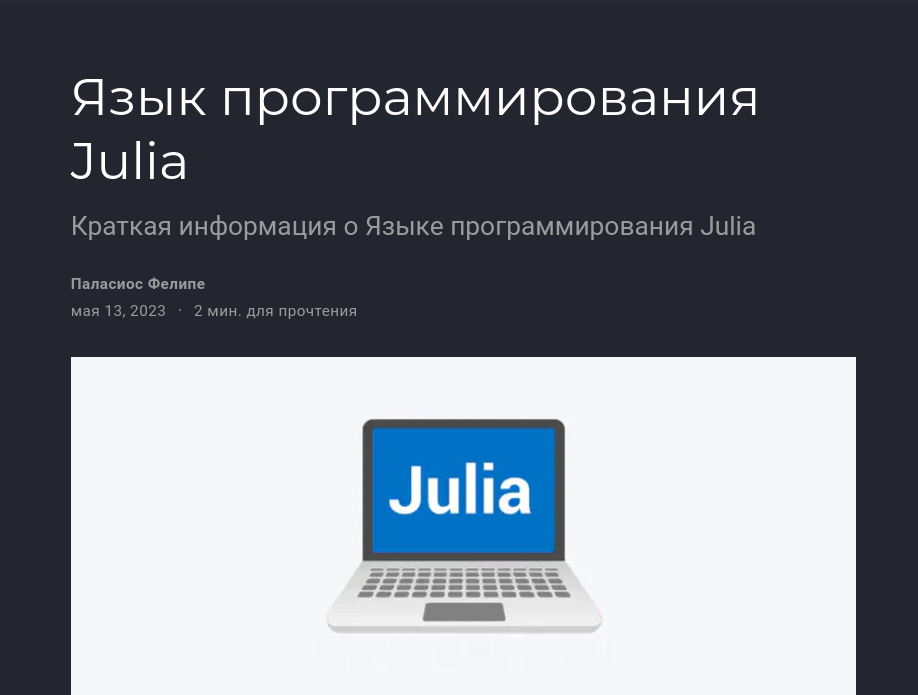 Язык программирования
Julia
Краткая информация о Языке программирования Julia
Паласиос Фелипе
мая 13, 2023 · 2 мин. для прочтения
Julia